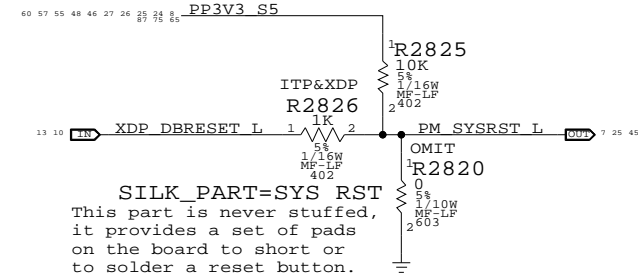 60 57 55 48 46 27 26 25 24 8 PP3V3_S5
87 75 65
1
R2825
10K
5%
1/16W
MF-LF
402
2
ITP&XDP
R2826
1K
13 10 IN XDP_DBRESET_L 1 2 PM_SYSRST_L OUT 7 25 45
5%
1/16W
MF-LF
402
OMIT
1
R2820
0
5%
1/10W
MF-LF
603
2
SILK_PART=SYS RST
This part is never stuffed,
it provides a set of pads
on the board to short or
to solder a reset button.